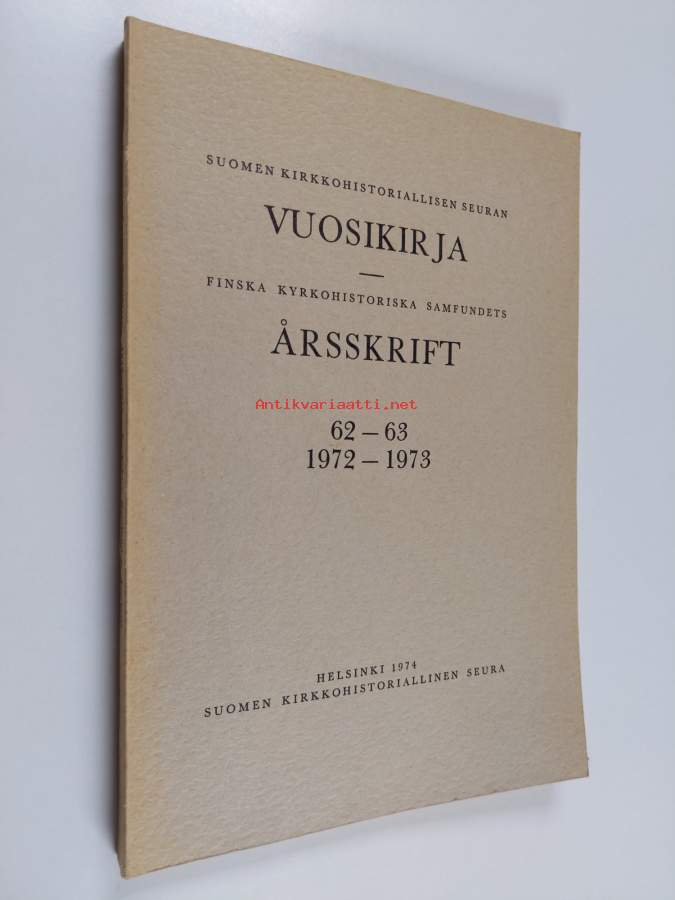 SUOMEN KIRKKOHISTORIALLISEN SEURAN
VUOSIKIRJA
—
FINSKA KYRKOHISTORISKA SAMFUNDETS
ÅRSSKRIFT
Antikvariaatti.net
62 – 63
1972 – 1973
HELSINKI 1974
SUOMEN KIRKKOHISTORIALLINEN SEURA